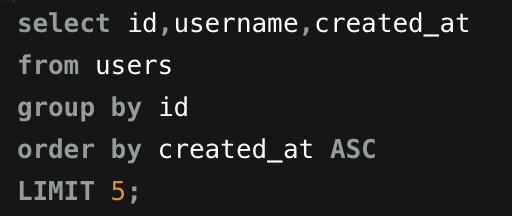 select id,username,created_at
from users
group by id
order by created_at ASC
LIMIT 5;